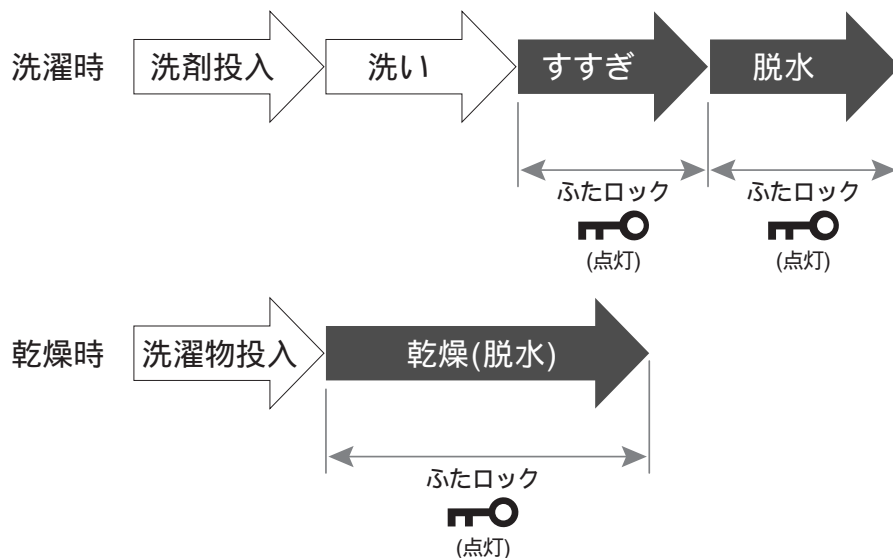 洗濯時 洗剤投入 洗い すすぎ 脱水
ふたロック ふたロック
(点灯) (点灯)
乾燥時 洗濯物投入 乾燥(脱水)
ふたロック
(点灯)